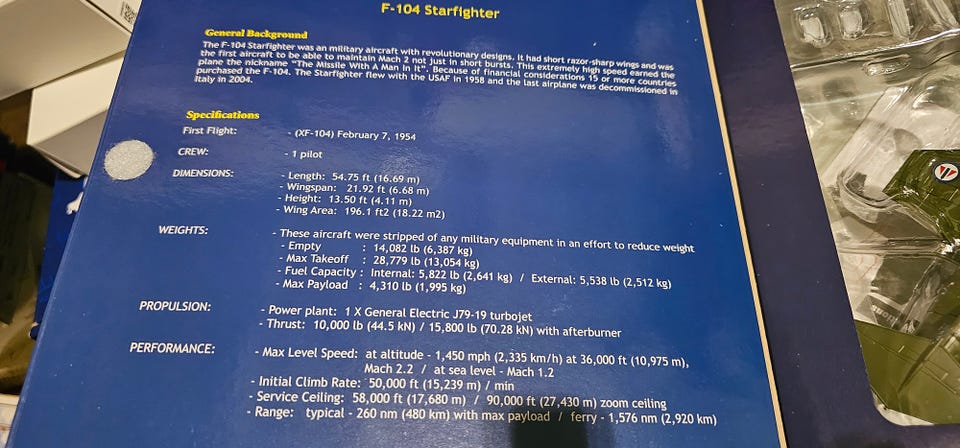 F-104 Starfighter
General Background
The F-104 Starfighter was an military aircraft with revolutionary designs. It had short razor-sharp wings and was
the first aircraft to be able to maintain Mach 2 not just in short bursts. This extremely high speed earned the
plane the nickname "The Missile With A Man In It". Because of financial considerations 15 or more countries
purchased the F-104. The Starfighter flew with the USAF in 1958 and the last airplane was decommissioned in
Italy in 2004.
Specifications
First Flight: - (XF-104) February 7, 1954
CREW: - 1 pilot
DIMENSIONS: - Length: 54.75 ft (16.69 m)
- Wingspan: 21.92 ft (6.68 m)
- Height: 13.50 ft (4.11 m)
- Wing Area: 196.1 ft2 (18.22 m2)
WEIGHTS: - These aircraft were stripped of any military equipment in an effort to reduce weight
- Empty : 14,082 lb (6,387 kg)
- Max Takeoff : 28,779 lb (13,054 kg)
- Fuel Capacity : Internal: 5,822 lb (2,641 kg) / External: 5,538 lb (2,512 kg)
- Max Payload : 4,310 lb (1,995 kg)
PROPULSION: - Power plant: 1 X General Electric J79-19 turbojet
- Thrust: 10,000 lb (44.5 kN) / 15,800 lb (70.28 kN) with afterburner
PERFORMANCE: - Max Level Speed: at altitude - 1,450 mph (2,335 km/h) at 36,000 ft (10,975 m),
Mach 2.2 / at sea level - Mach 1.2
- Initial Climb Rate: 50,000 ft (15,239 m) / min
- Service Ceiling: 58,000 ft (17,680 m) / 90,000 ft (27,430 m) zoom ceiling
- Range: typical - 260 nm (480 km) with max payload / ferry - 1,576 nm (2,920 km)